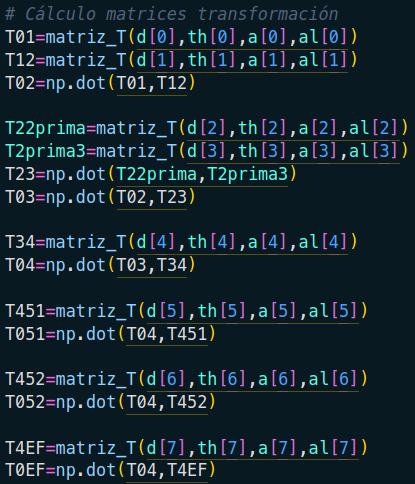 # Cálculo matrices transformación
T01=matriz_T(d[0],th[0],a[0],al[0])
T12=matriz_T(d[1],th[1],a[1],al[1])
T02=np.dot(T01,T12)
T22prima=matriz_T(d[2],th[2],a[2],al[2])
T2prima3=matriz_T(d[3],th[3],a[3],al[3])
T23=np.dot(T22prima,T2prima3)
T03=np.dot(T02,T23)
T34=matriz_T(d[4],th[4],a[4],al[4])
T04=np.dot(T03,T34)
T451=matriz_T(d[5],th[5],a[5],al[5])
T051=np.dot(T04,T451)
T452=matriz_T(d[6],th[6],a[6],al[6])
T052=np.dot(T04,T452)
T4EF=matriz_T(d[7],th[7],a[7],al[7])
T0EF=np.dot(T04,T4EF)